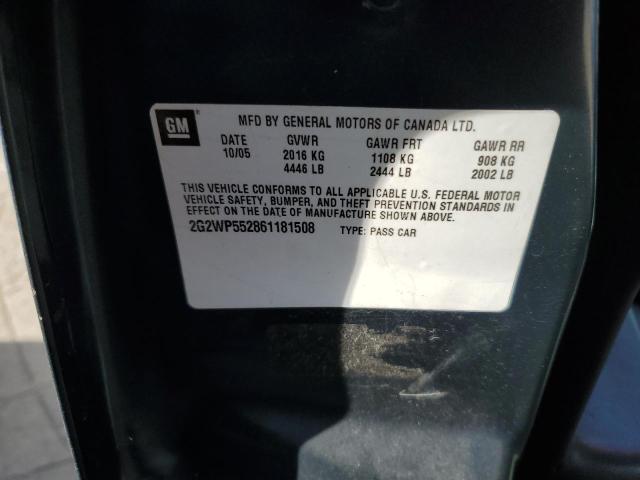 GM
MFD BY GENERAL MOTORS OF CANADA LTD.
DATE GVWR GAWR FRT GAWR RR
10/05 2016 KG 1108 KG 908 KG
4446 LB 2444 LB 2002 LB
THIS VEHICLE CONFORMS TO ALL APPLICABLE U.S. FEDERAL MOTOR
VEHICLE SAFETY, BUMPER, AND THEFT PREVENTION STANDARDS IN
EFFECT ON THE DATE OF MANUFACTURE SHOWN ABOVE.
2G2WP552861181508 TYPE: PASS CAR